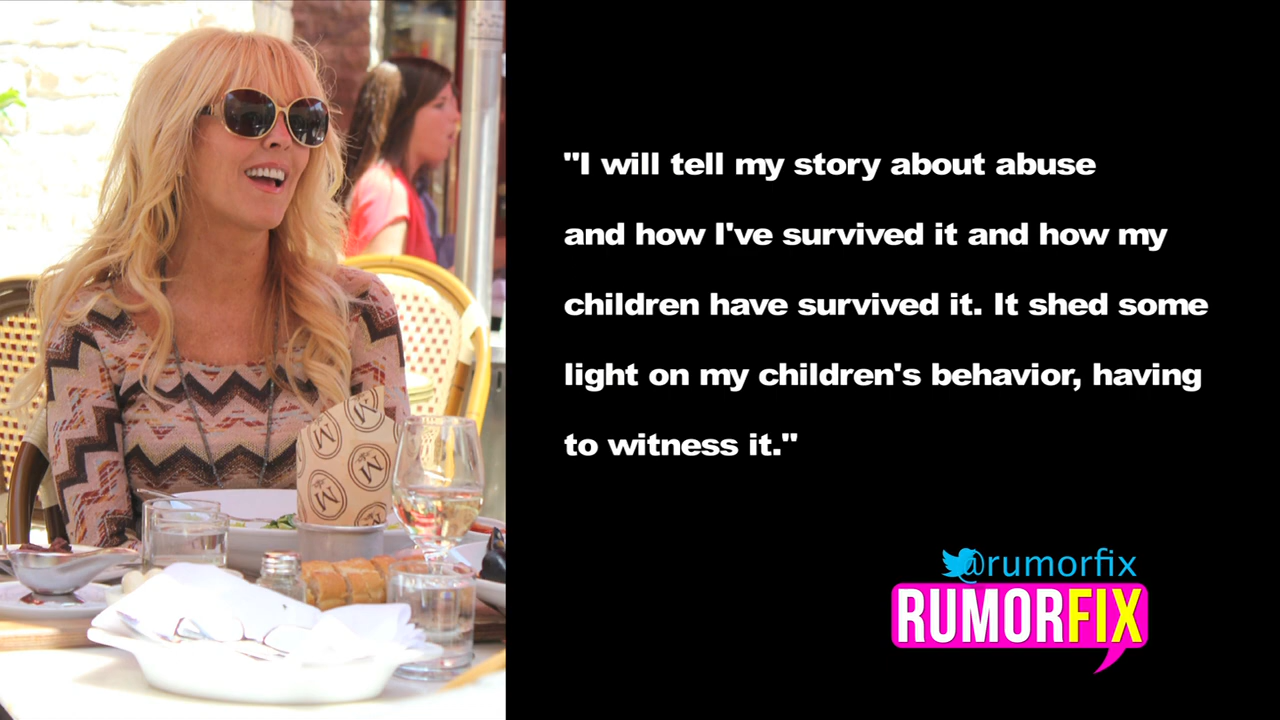 "I will tell my story about abuse
and how I've survived it and how my
children have survived it. It shed some
light on my children's behavior, having
to witness it."
@rumorfix
RUMORFIX
M
M
M
M